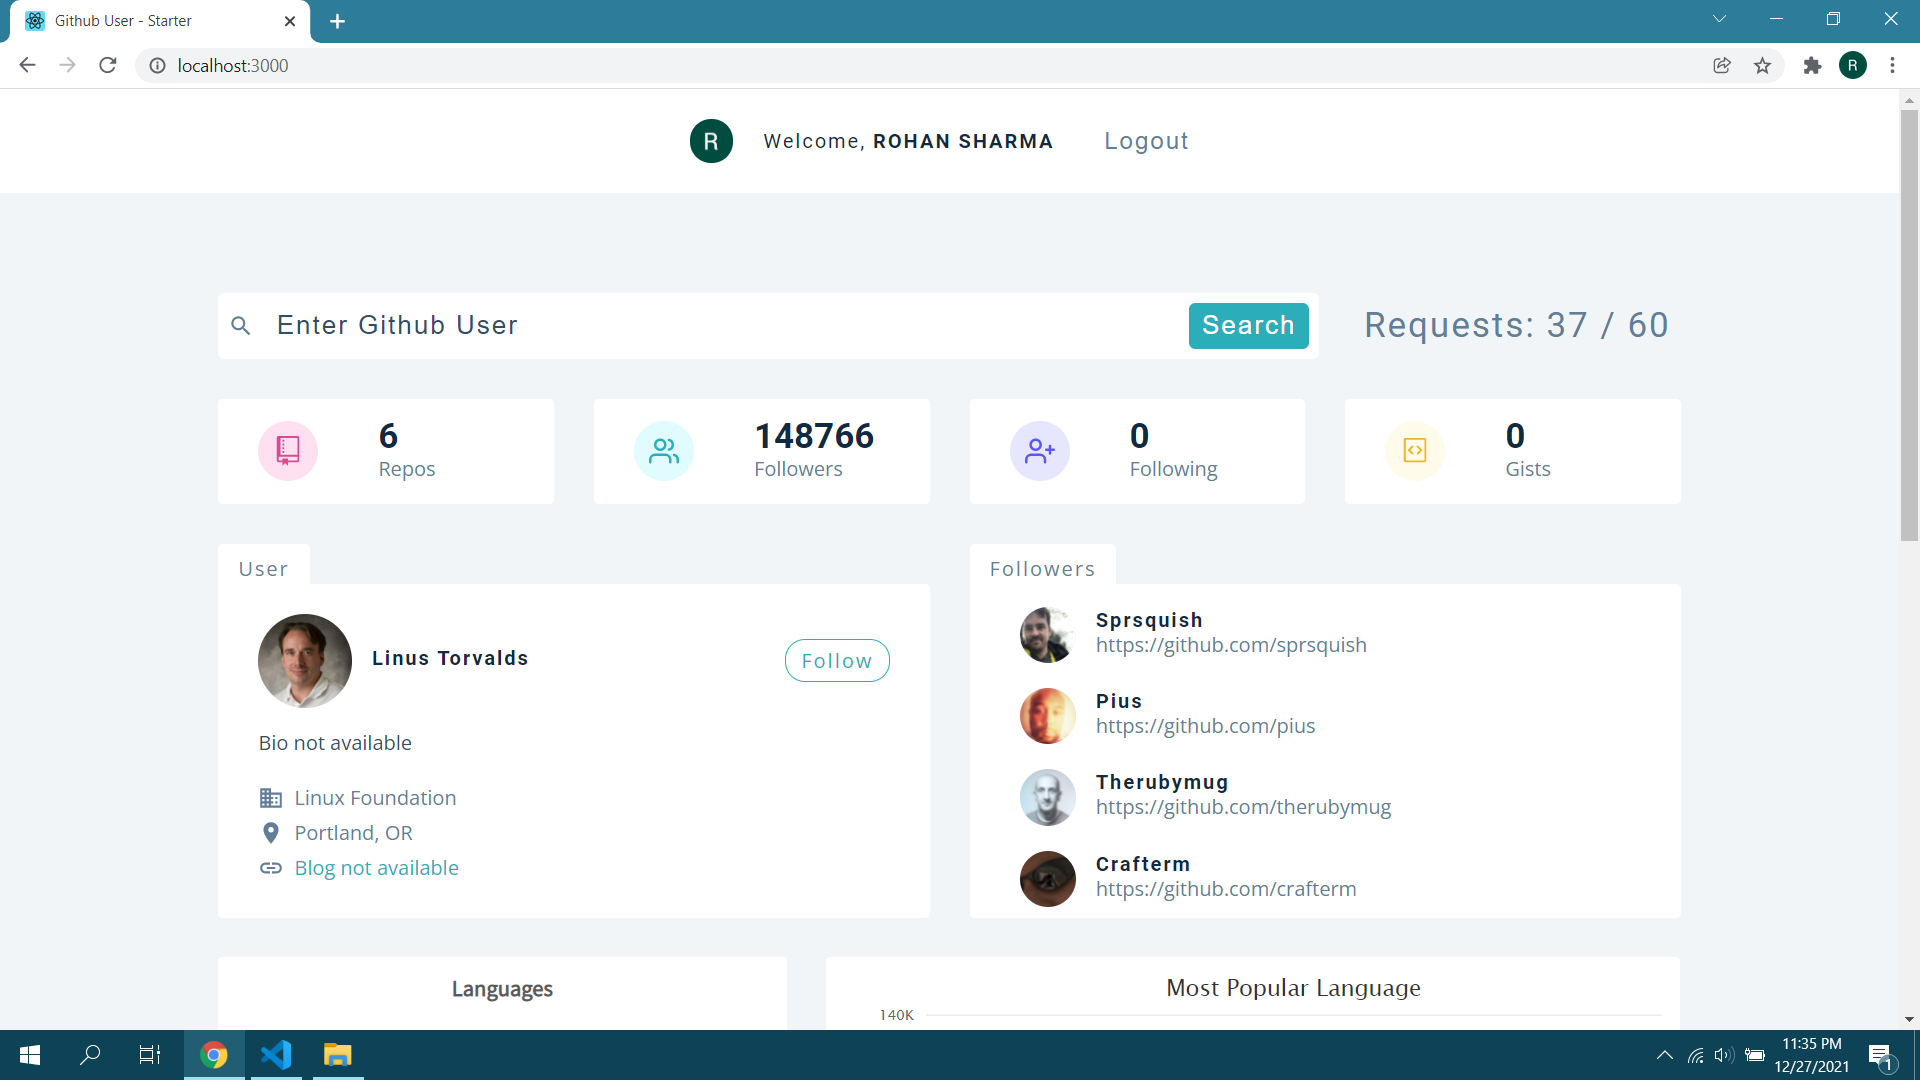 Github User - Starter
localhost:3000
R
R
Welcome, ROHAN SHARMA
Logout
Enter Github User
Search
Requests: 37 / 60
6
Repos
148766
Followers
0
Following
0
Gists
User
Linus Torvalds
Follow
Bio not available
Linux Foundation
Portland, OR
Blog not available
Followers
Sprsquish
https://github.com/sprsquish
Pius
https://github.com/pius
Therubymug
https://github.com/therubymug
Crafterm
https://github.com/crafterm
Languages
Most Popular Language
140K
11:35 PM
12/27/2021
1